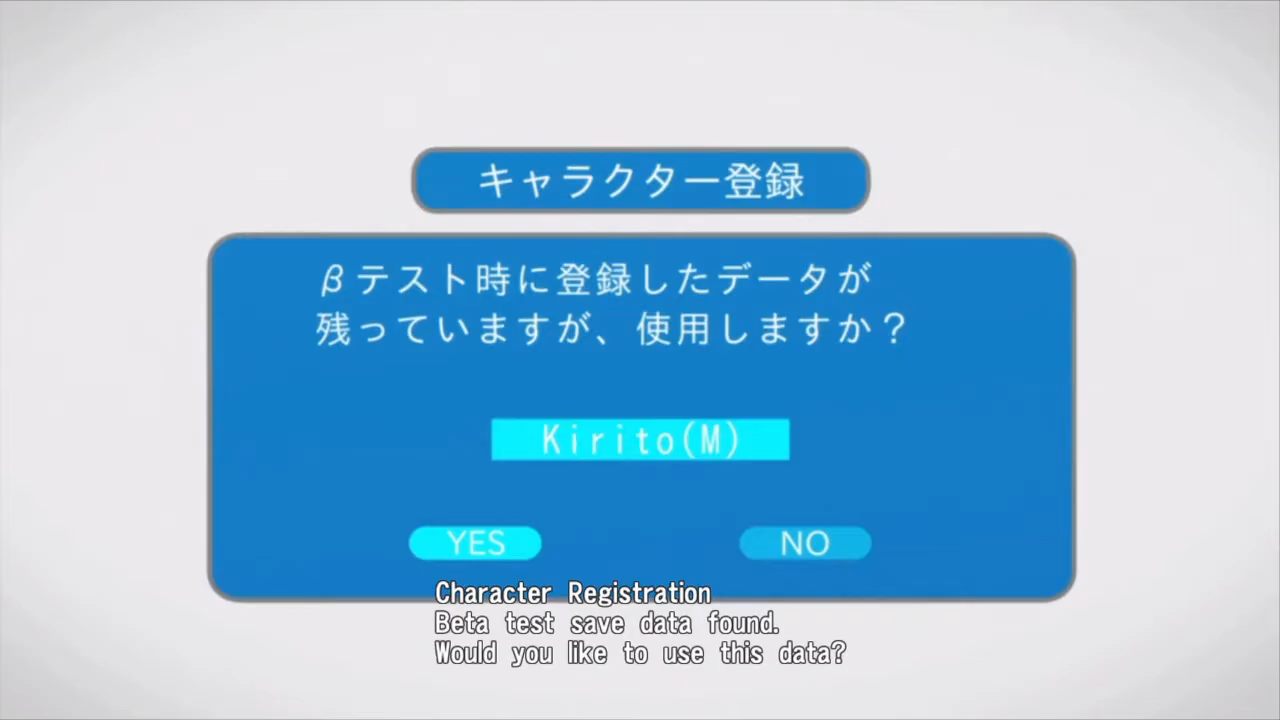 キャラクター登録
βテスト時に登録したデータが
残っていますが、使用しますか？
Kirito(M)
YES
NO
Character Registration
Beta test save data found.
Would you like to use this data?